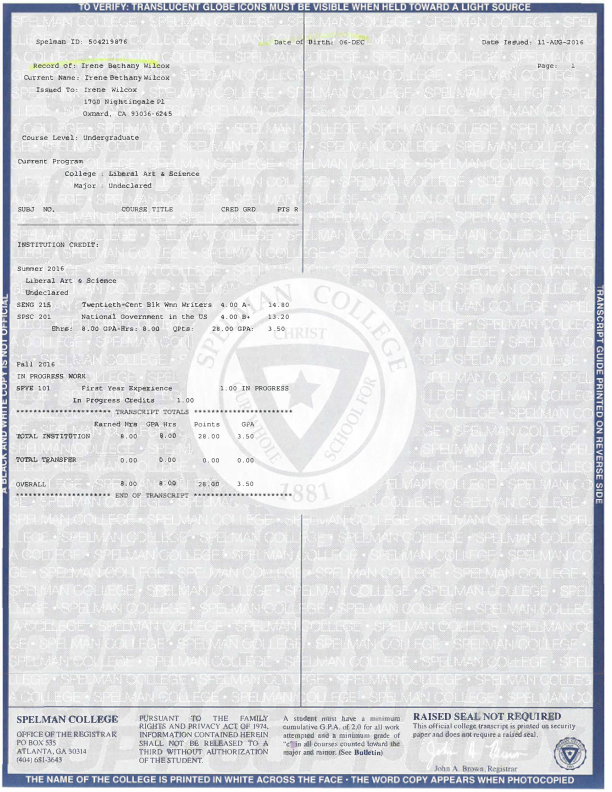 TO VERIFY: TRANSLUCENT GLOBE ICONS MUST BE VISIBLE WHEN HELD TOWARD A LIGHT SOURCE
Spelman ID: 504219876 Date of Birth: 06-DEC Date Issued: 11-AUG-2016
Record of: Irene Bathany Wilcox Page: 1
Current Name: Irene Bethany Wilcox
Issued To: Irene Wilcox
1700 Nightingale Pl
Oxnard, CA 93036-6245
Course Level: Undergraduate
Current Program
College : Liberal Art & Science
Major : Undeclared
SUBJ NO. COURSE TITLE CRED GRD PTS R
INSTITUTION CREDIT:
Summer 2016
Liberal Art & Science
Undeclared
SENG 215 Twentieth-Cent Blk Wmn Writers 4.00 A- 14.80
SPSC 201 National Government in the US 4.00 B+ 13.20
Ehrs: 8.00 GPA-Hrs: 8.00 QPts: 28.00 GPA: 3.50
Fall 2016
IN PROGRESS WORK
SFYE 101 First Year Experience 1.00 IN PROGRESS
In Progress Credits 1.00
********************** TRANSCRIPT TOTALS **********************
Earned Hrs GPA Hrs Points GPA
TOTAL INSTITUTION 8.00 8.00 28.00 3.50
TOTAL TRANSFER 0.00 0.00 0.00 0.00
OVERALL 8.00 8.00 28.00 3.50
********************** END OF TRANSCRIPT **********************
SPELMAN COLLEGE
CHRIST
OUR WHOLE SCHOOL FOR
1881
A BLACK AND WHITE COPY IS NOT OFFICIAL
TRANSCRIPT GUIDE PRINTED ON REVERSE SIDE
SPELMAN COLLEGE
OFFICE OF THE REGISTRAR
PO BOX 535
ATLANTA, GA 30314
(404) 681-3643
PURSUANT TO THE FAMILY
RIGHTS AND PRIVACY ACT OF 1974,
INFORMATION CONTAINED HEREIN
SHALL NOT BE RELEASED TO A
THIRD WITHOUT AUTHORIZATION
OF THE STUDENT.
A student must have a minimum
cumulative G.P.A. of 2.0 for all work
attempted and a minimum grade of
"c" in all courses counted toward the
major and minor. (See Bulletin)
RAISED SEAL NOT REQUIRED
This official college transcript is printed on security
paper and does not require a raised seal.
John A. Brown, Registrar
THE NAME OF THE COLLEGE IS PRINTED IN WHITE ACROSS THE FACE • THE WORD COPY APPEARS WHEN PHOTOCOPIED